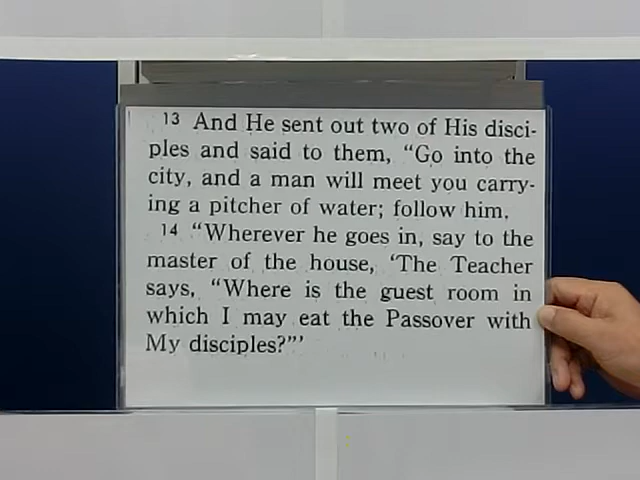 13 And He sent out two of His disci-
ples and said to them, “Go into the
city, and a man will meet you carry-
ing a pitcher of water; follow him.
14 “Wherever he goes in, say to the
master of the house, ‘The Teacher
says, “Where is the guest room in
which I may eat the Passover with
My disciples?”’